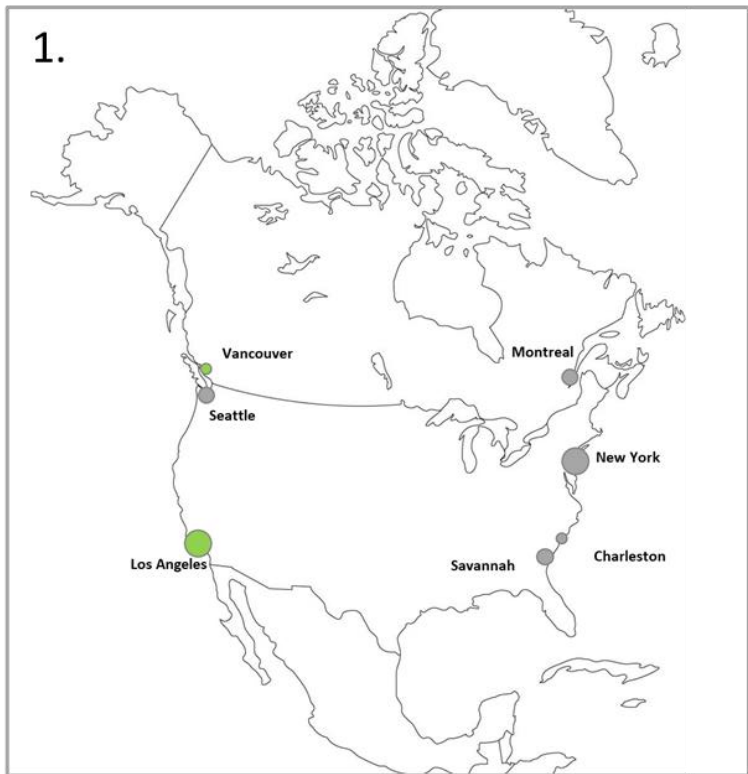 1.
Vancouver
Montreal
Seattle
New York
Los Angeles
Savannah
Charleston